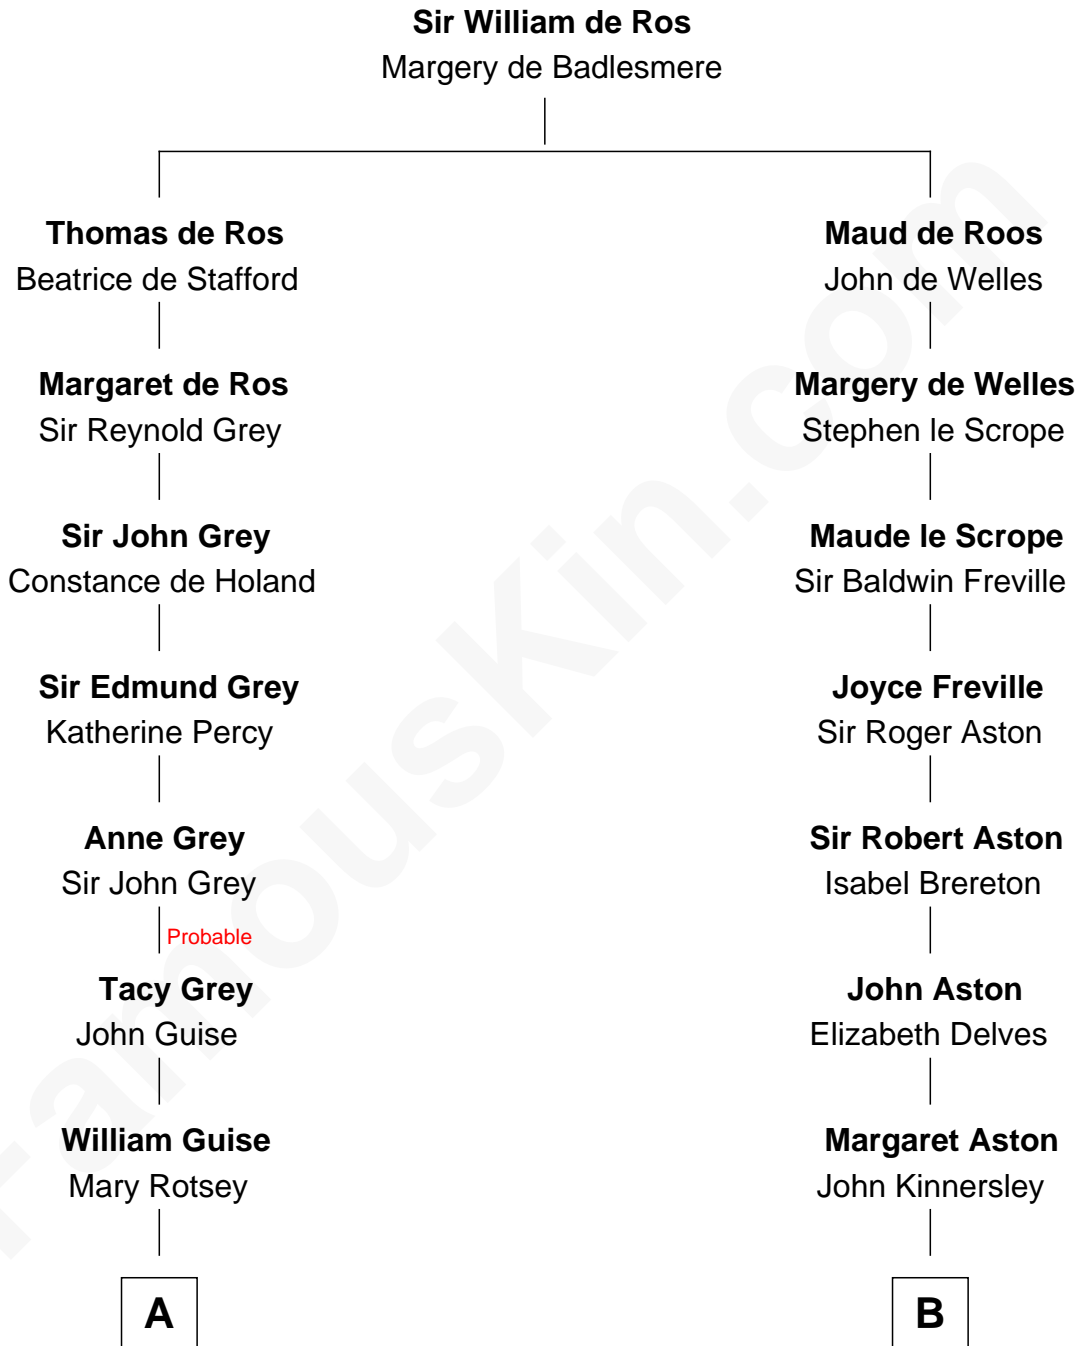 Sir William de Ros
Margery de Badlesmere
Thomas de Ros
Beatrice de Stafford
Maud de Roos
John de Welles
Margaret de Ros
Sir Reynold Grey
Margery de Welles
Stephen le Scrope
Sir John Grey
Constance de Holand
Maude le Scrope
Sir Baldwin Freville
Sir Edmund Grey
Katherine Percy
Joyce Freville
Sir Roger Aston
Anne Grey
Sir John Grey
Probable
Sir Robert Aston
Isabel Brereton
Tacy Grey
John Guise
John Aston
Elizabeth Delves
William Guise
Mary Rotsey
Margaret Aston
John Kinnersley
A
B
FamousKin.com